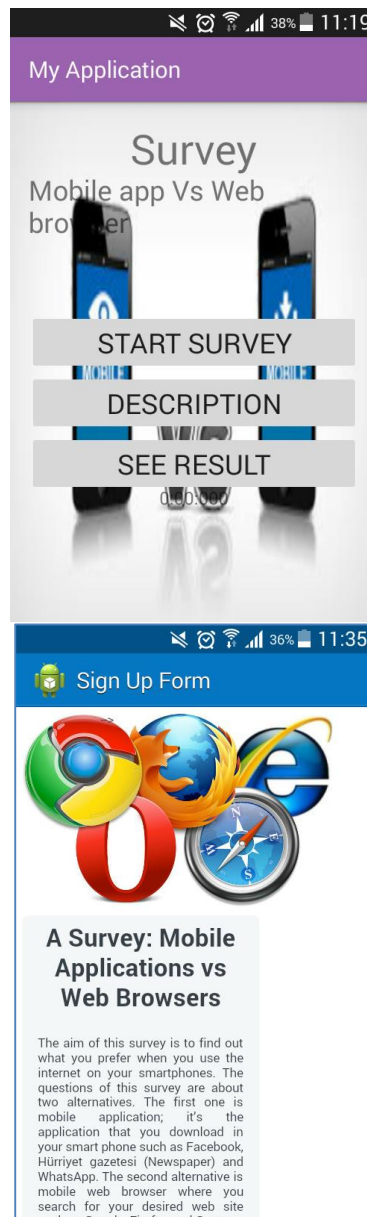 38% 11:19
My Application
Survey
Mobile app Vs Web
browser
START SURVEY
MOBILE
DESCRIPTION
VS
SEE RESULT
0:00:000
36% 11:35
Sign Up Form
N
E
S
W
A Survey: Mobile
Applications vs
Web Browsers
The aim of this survey is to find out
what you prefer when you use the
internet on your smartphones. The
questions of this survey are about
two alternatives. The first one is
mobile application; it's the
application that you download in
your smart phone such as Facebook,
Hürriyet gazetesi (Newspaper) and
WhatsApp. The second alternative is
mobile web browser where you
search for your desired web site